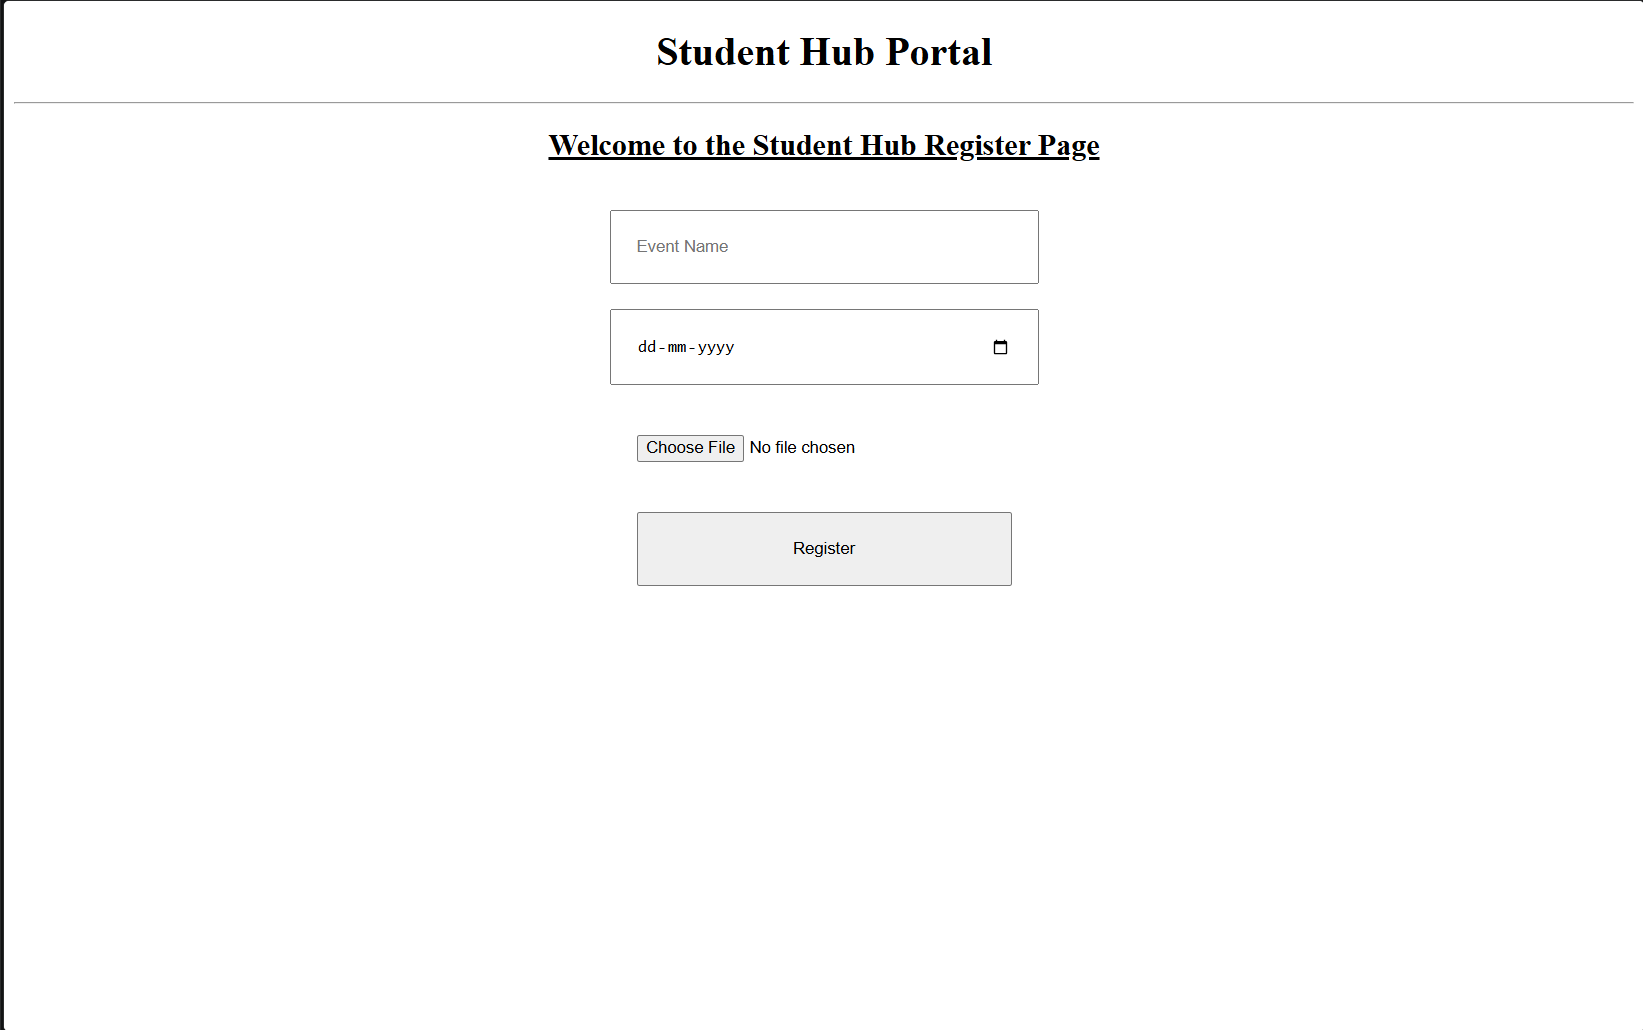 Student Hub Portal
Welcome to the Student Hub Register Page
Event Name
dd-mm-yyyy
Choose File No file chosen
Register